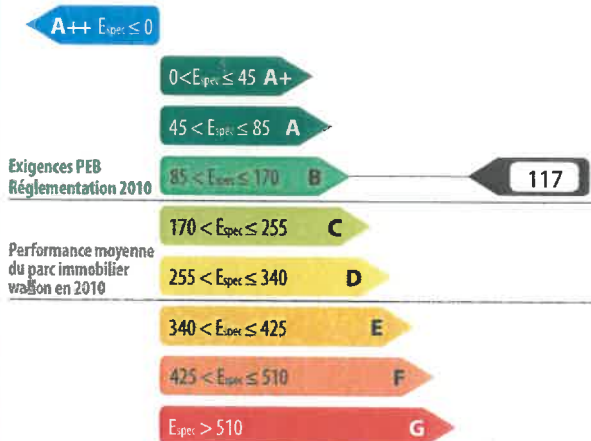 A++ Espec ≤ 0
0 < Espec ≤ 45 A+
45 < Espec ≤ 85 A
Exigences PEB
Réglementation 2010
85 < Espec ≤ 170 B
117
170 < Espec ≤ 255 C
Performance moyenne
du parc immobilier
wallon en 2010
255 < Espec ≤ 340 D
340 < Espec ≤ 425 E
425 < Espec ≤ 510 F
Espec > 510 G